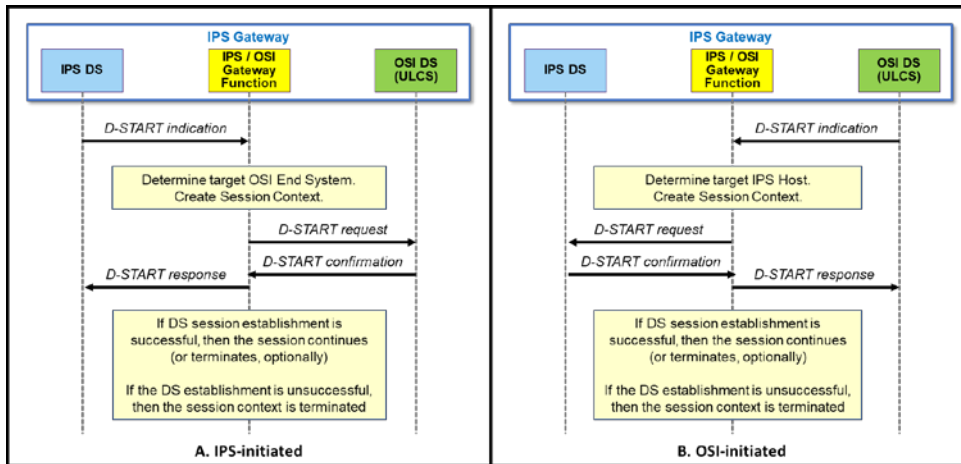 IPS Gateway
IPS DS
IPS / OSI
Gateway
Function
OSI DS
(ULCS)
D-START indication
Determine target OSI End System.
Create Session Context.
D-START request
D-START confirmation
D-START response
If DS session establishment is
successful, then the session continues
(or terminates, optionally)
If the DS establishment is unsuccessful,
then the session context is terminated
A. IPS-initiated
IPS Gateway
IPS DS
IPS / OSI
Gateway
Function
OSI DS
(ULCS)
D-START indication
Determine target IPS Host.
Create Session Context.
D-START request
D-START confirmation
D-START response
If DS session establishment is
successful, then the session continues
(or terminates, optionally)
If the DS establishment is unsuccessful,
then the session context is terminated
B. OSI-initiated